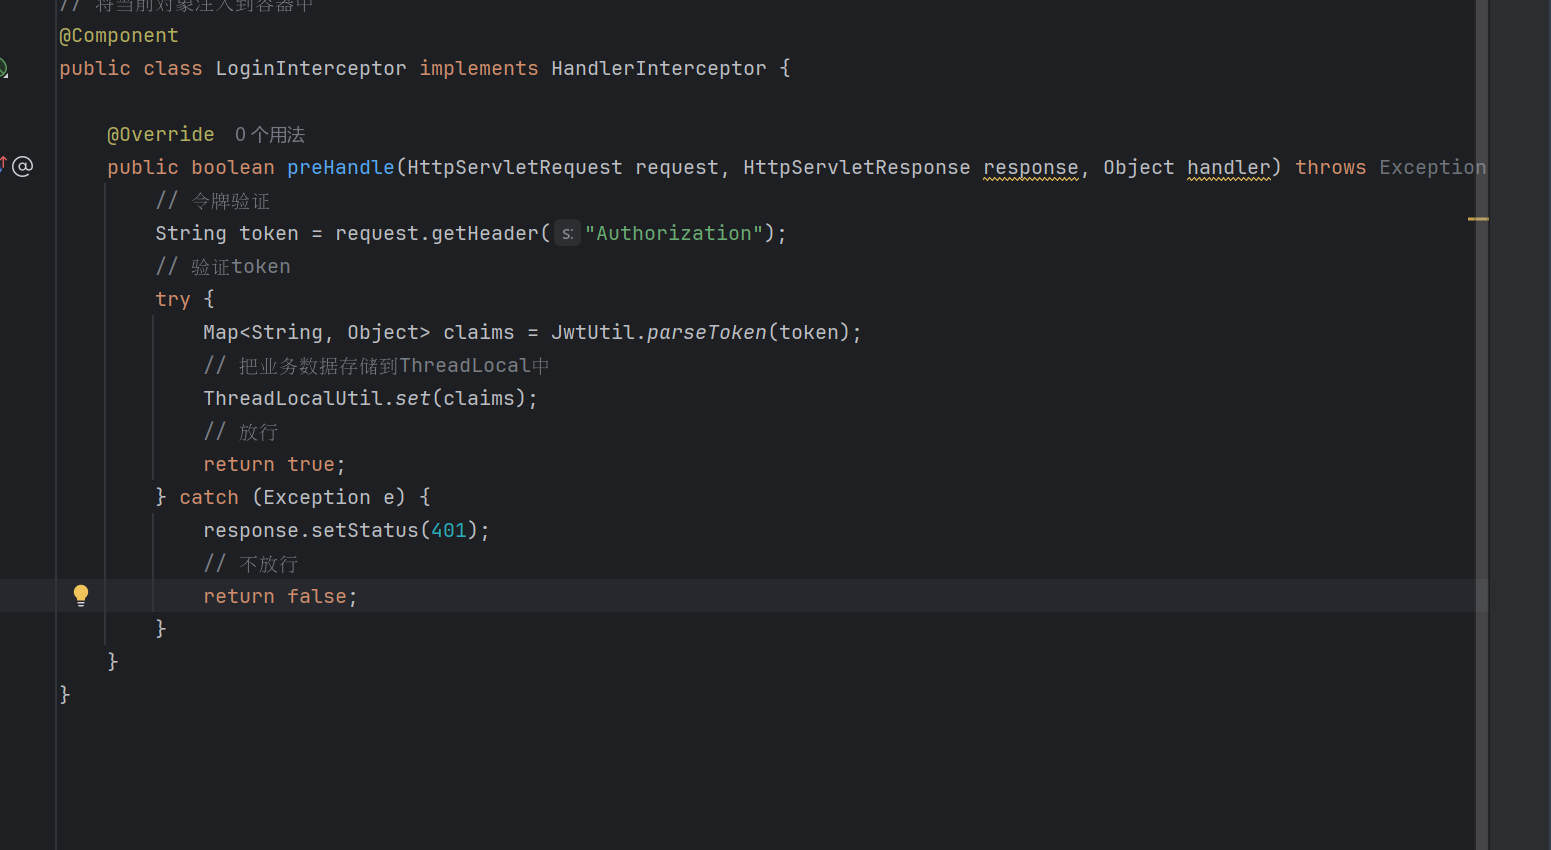 // 将当前对象注入到容器中
@Component
public class LoginInterceptor implements HandlerInterceptor {
@Override 0个用法
public boolean preHandle(HttpServletRequest request, HttpServletResponse response, Object handler) throws Exception
// 令牌验证
String token = request.getHeader( s: "Authorization");
// 验证token
try {
Map<String, Object> claims = JwtUtil.parseToken(token);
// 把业务数据存储到ThreadLocal中
ThreadLocalUtil.set(claims);
// 放行
return true;
} catch (Exception e) {
response.setStatus(401);
// 不放行
return false;
}
}
}